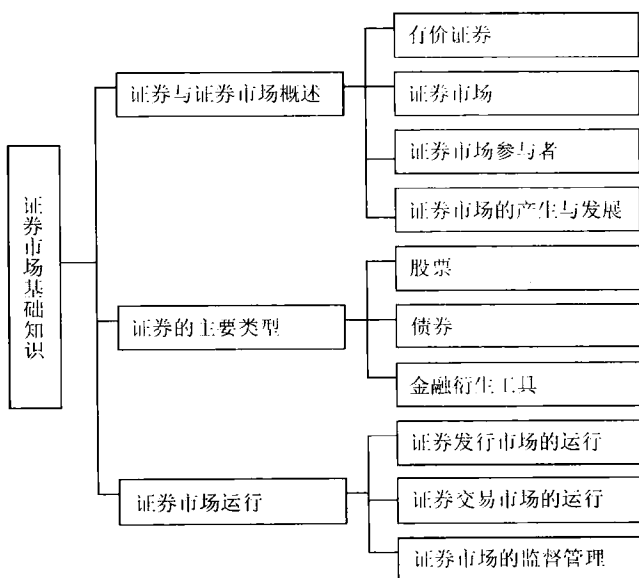 证券市场基础知识
证券与证券市场概述
有价证券
证券市场
证券市场参与者
证券市场的产生与发展
证券的主要类型
股票
债券
金融衍生工具
证券市场运行
证券发行市场的运行
证券交易市场的运行
证券市场的监督管理